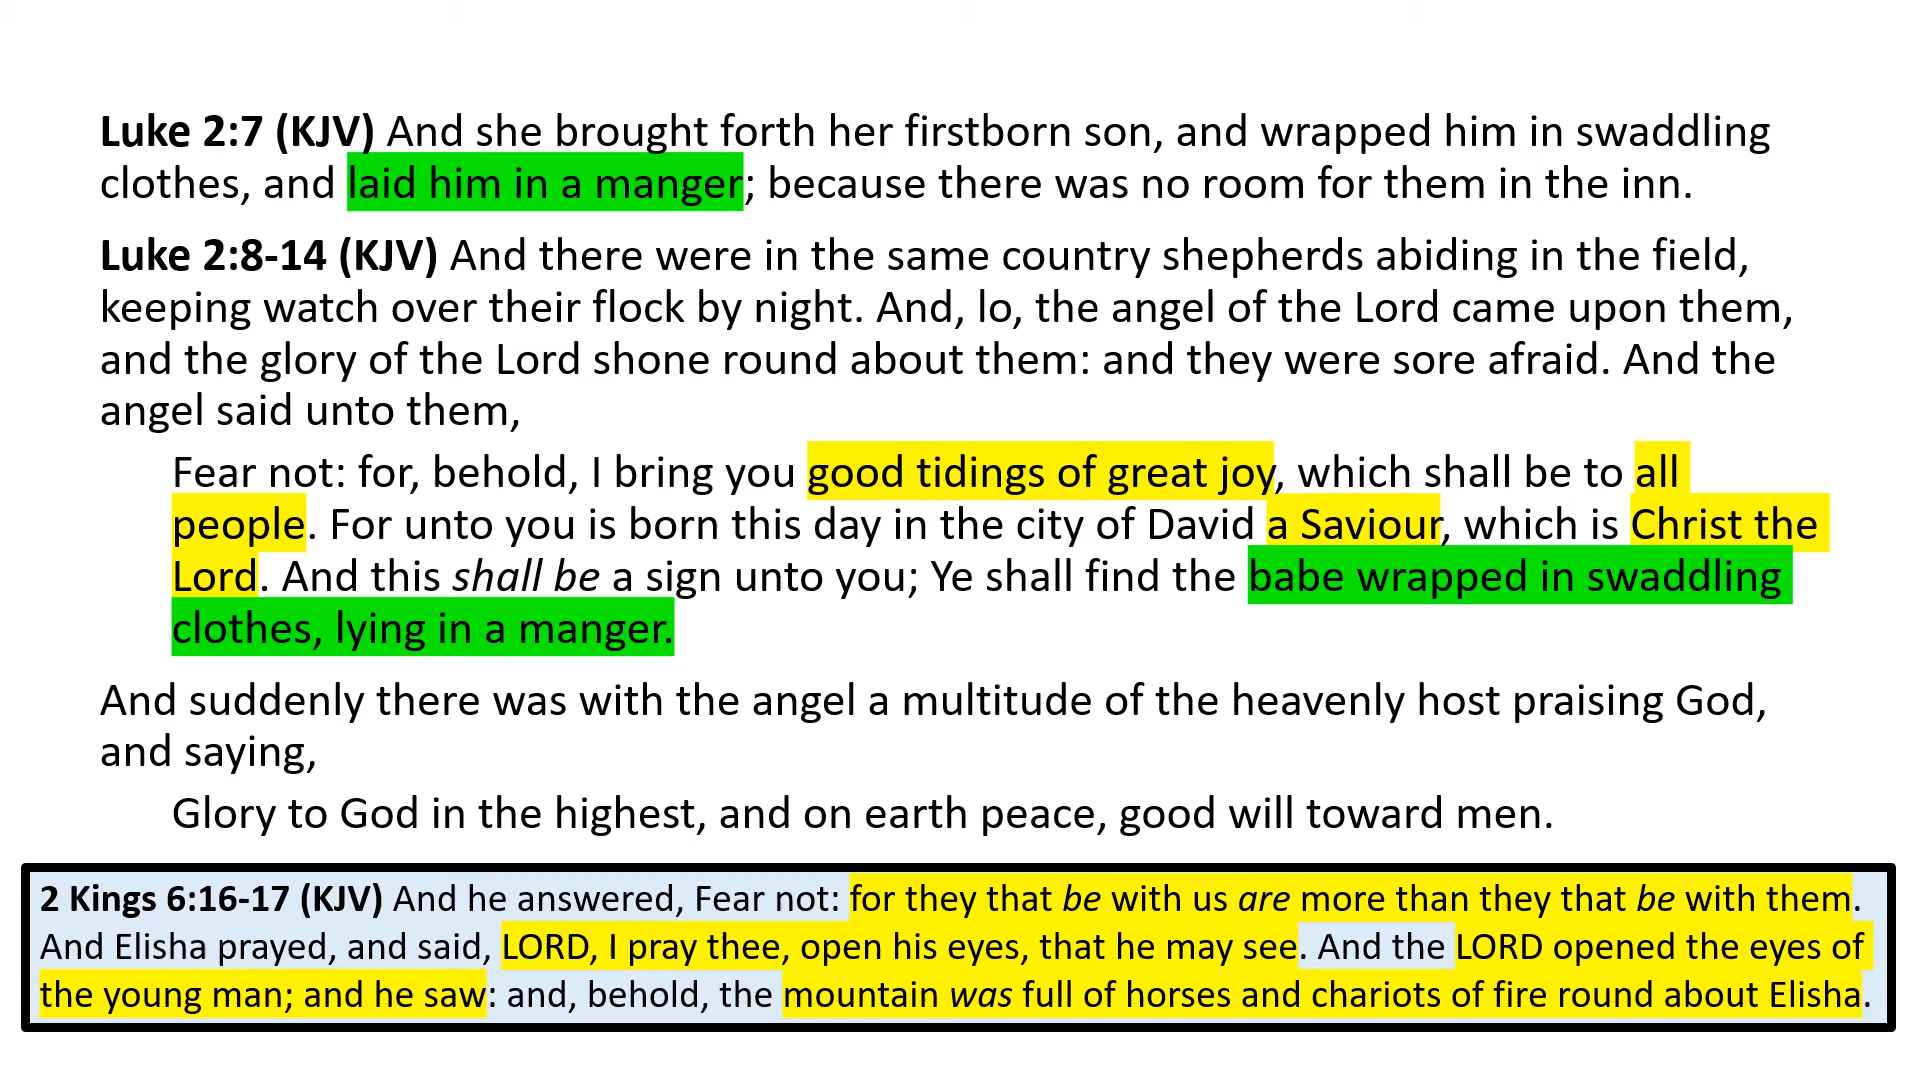 Luke 2:7 (KJV) And she brought forth her firstborn son, and wrapped him in swaddling
clothes, and laid him in a manger; because there was no room for them in the inn.
Luke 2:8-14 (KJV) And there were in the same country shepherds abiding in the field,
keeping watch over their flock by night. And, lo, the angel of the Lord came upon them,
and the glory of the Lord shone round about them: and they were sore afraid. And the
angel said unto them,
Fear not: for, behold, I bring you good tidings of great joy, which shall be to all
people. For unto you is born this day in the city of David a Saviour, which is Christ the
Lord. And this shall be a sign unto you; Ye shall find the babe wrapped in swaddling
clothes, lying in a manger.
And suddenly there was with the angel a multitude of the heavenly host praising God,
and saying,
Glory to God in the highest, and on earth peace, good will toward men.
2 Kings 6:16-17 (KJV) And he answered, Fear not: for they that be with us are more than they that be with them.
And Elisha prayed, and said, LORD, I pray thee, open his eyes, that he may see. And the LORD opened the eyes of
the young man; and he saw: and, behold, the mountain was full of horses and chariots of fire round about Elisha.